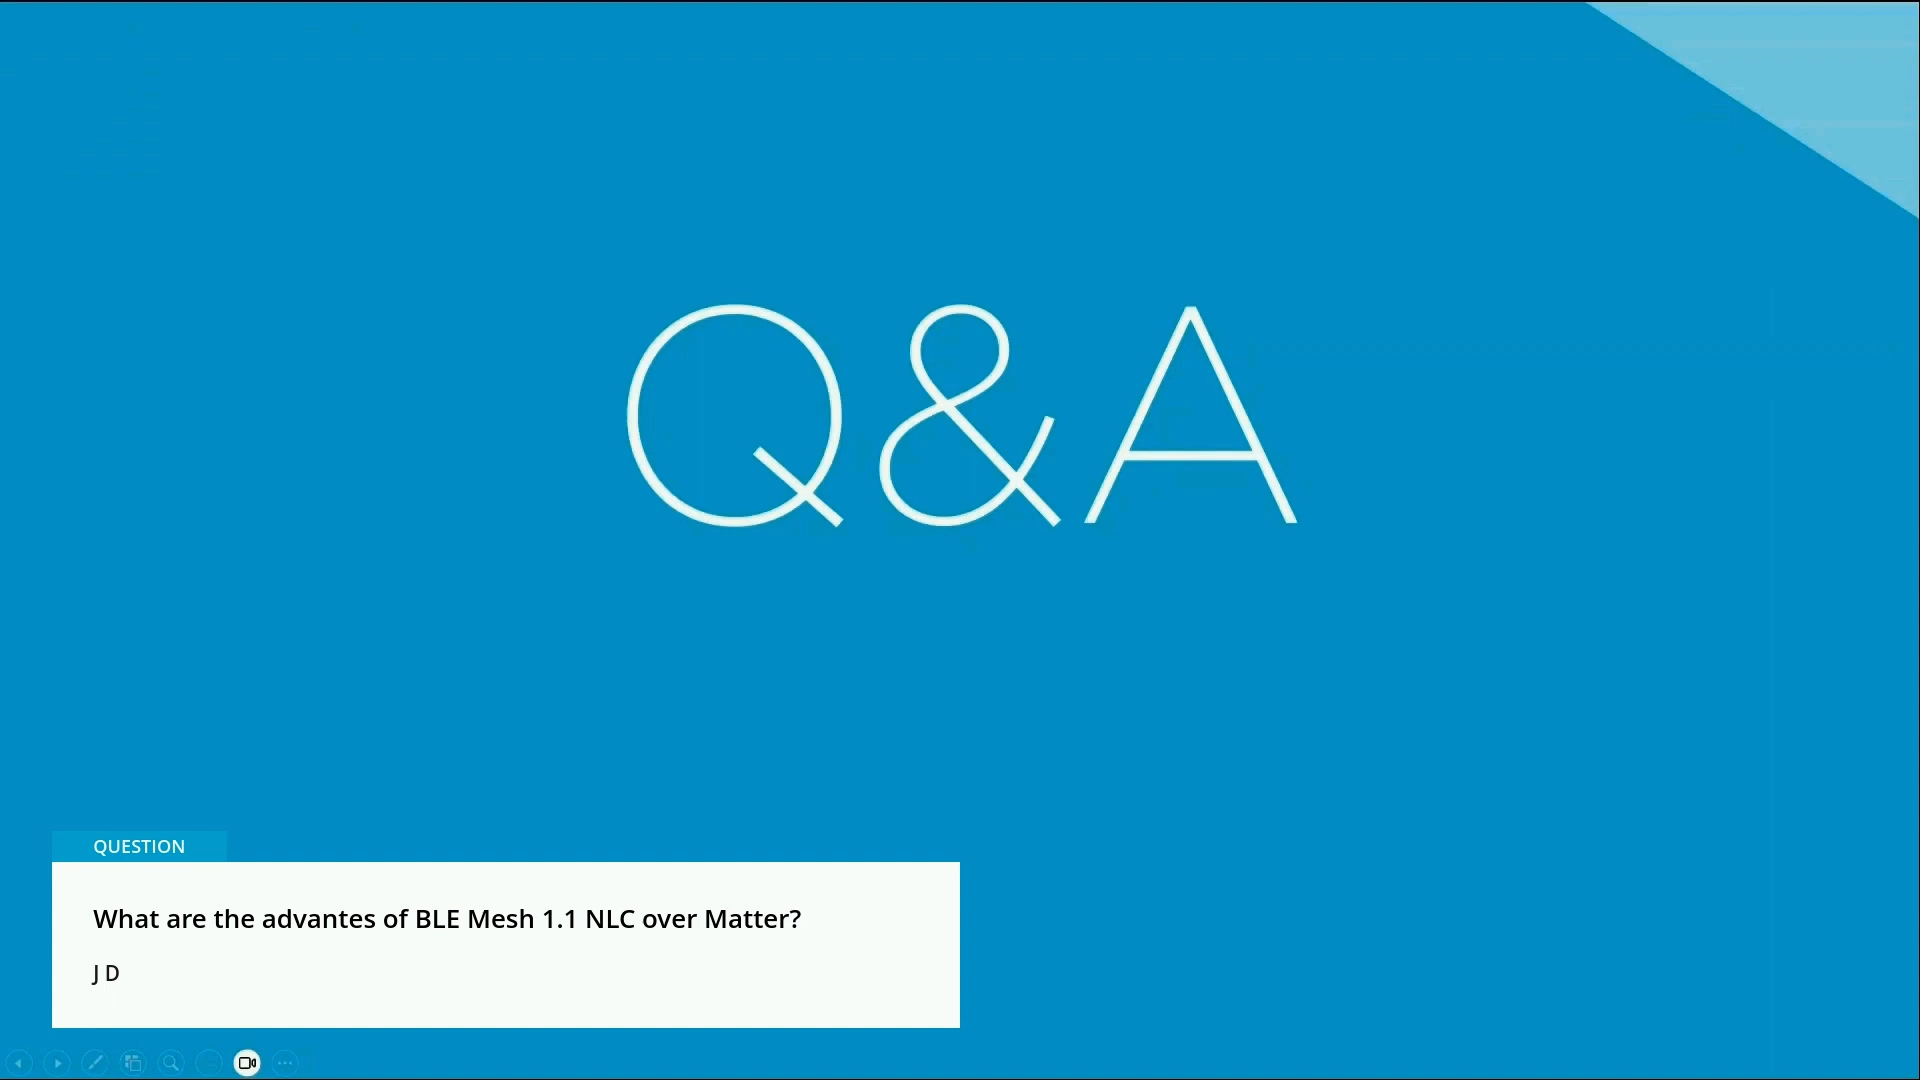 Q&A
QUESTION
What are the advantes of BLE Mesh 1.1 NLC over Matter?
J D